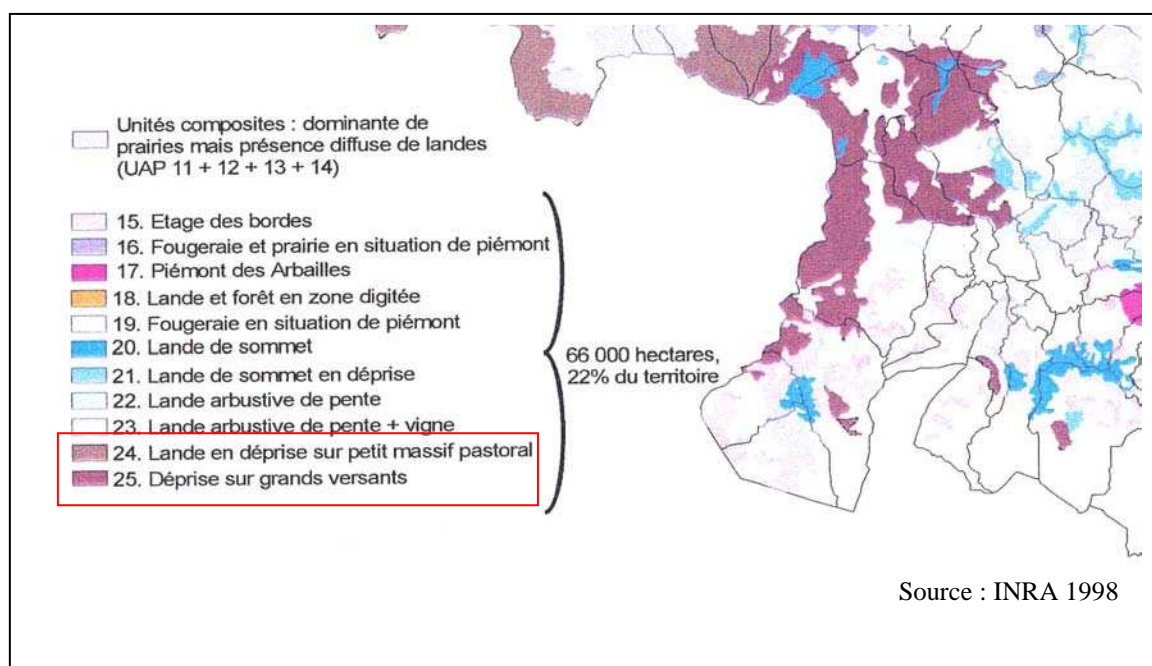 Unités composites : dominante de
prairies mais présence diffuse de landes
(UAP 11 + 12 + 13 + 14)
15. Etage des bordes
16. Fougeraie et prairie en situation de piémont
17. Piémont des Arbailles
18. Lande et forêt en zone digitée
19. Fougeraie en situation de piémont
20. Lande de sommet
21. Lande de sommet en déprise
22. Lande arbustive de pente
23. Lande arbustive de pente + vigne
24. Lande en déprise sur petit massif pastoral
25. Déprise sur grands versants
66 000 hectares,
22% du territoire
Source : INRA 1998